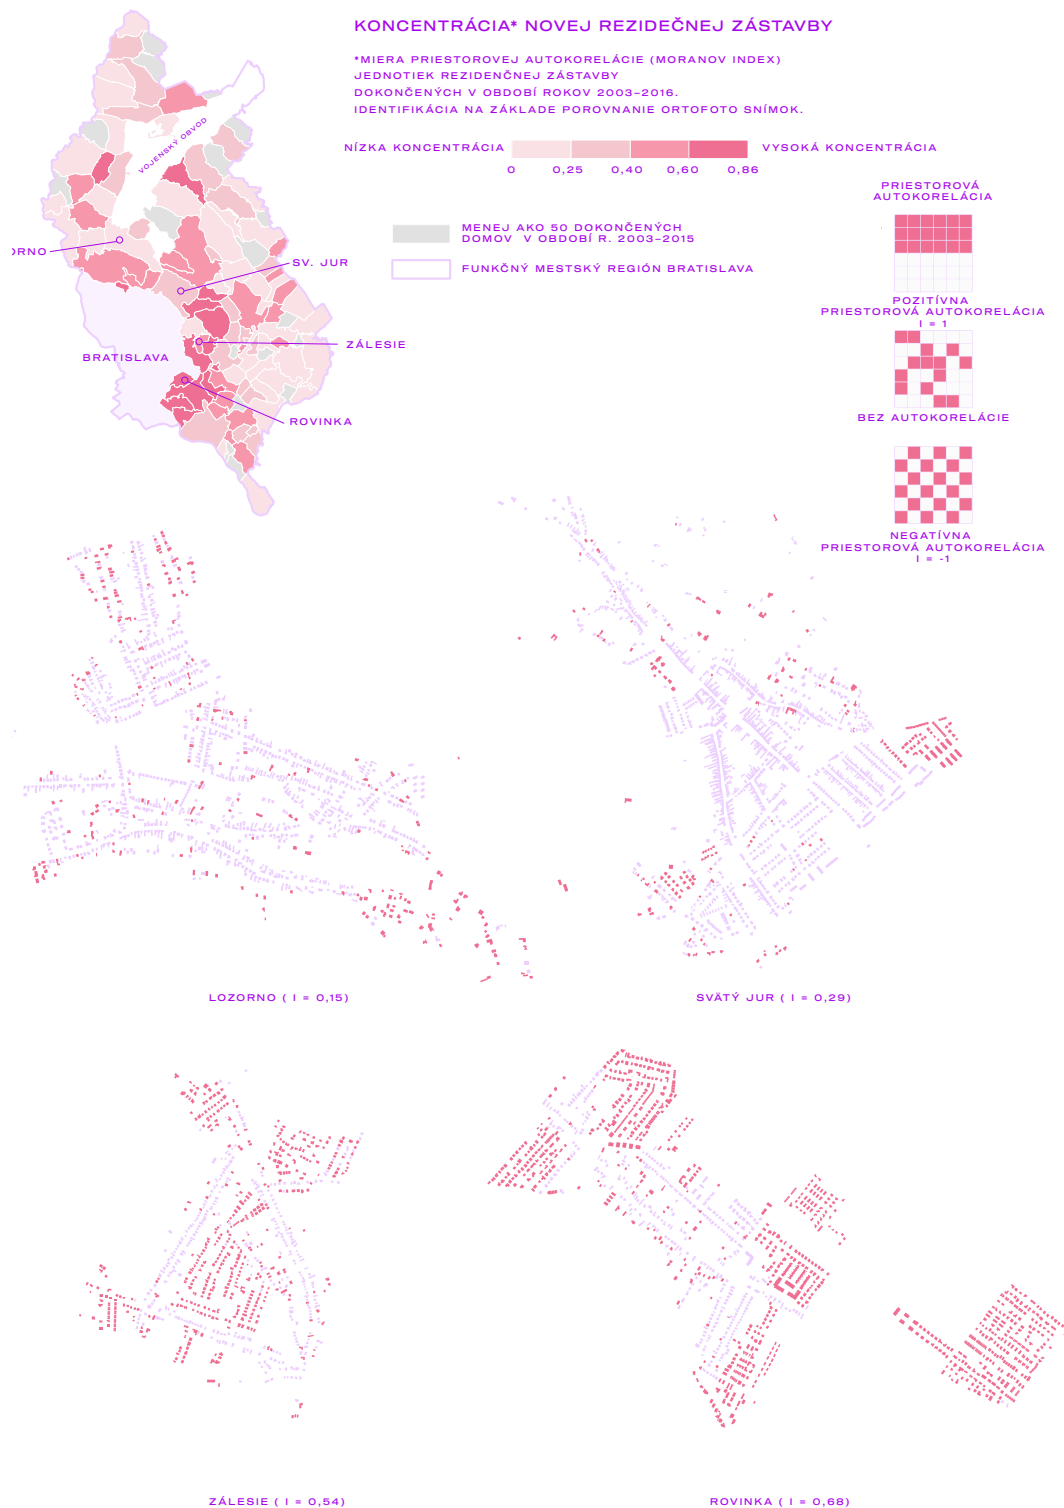 KONCENTRÁCIA* NOVEJ REZIDEČNEJ ZÁSTAVBY
*MIERA PRIESTOROVEJ AUTOKORELÁCIE (MORANOV INDEX)
JEDNOTIEK REZIDENČNEJ ZÁSTAVBY
DOKONČENÝCH V OBDOBÍ ROKOV 2003–2016.
IDENTIFIKÁCIA NA ZÁKLADE POROVNANIE ORTOFOTO SNÍMOK.
NÍZKA KONCENTRÁCIA
VYSOKÁ KONCENTRÁCIA
0 0,25 0,40 0,60 0,86
MENEJ AKO 50 DOKONČENÝCH
DOMOV V OBDOBÍ R. 2003–2015
FUNKČNÝ MESTSKÝ REGIÓN BRATISLAVA
VOJENSKÝ OBVOD
ORNO
SV. JUR
ZÁLESIE
BRATISLAVA
ROVINKA
PRIESTOROVÁ
AUTOKORELÁCIA
POZITÍVNA
PRIESTOROVÁ AUTOKORELÁCIA
I = 1
BEZ AUTOKORELÁCIE
NEGATÍVNA
PRIESTOROVÁ AUTOKORELÁCIA
I = -1
LOZORNO ( I = 0,15)
SVÄTÝ JUR ( I = 0,29)
ZÁLESIE ( I = 0,54)
ROVINKA ( I = 0,68)